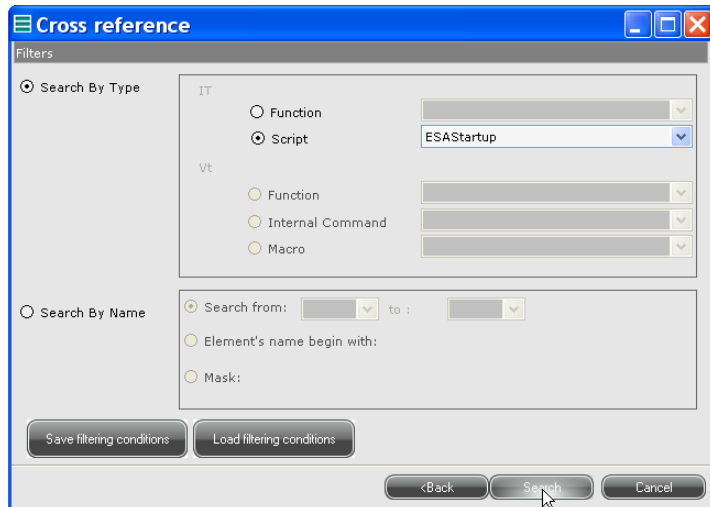 Cross reference
Filters
Search By Type
IT
Function
Script ESAStartup
Vt
Function
Internal Command
Macro
Search By Name
Search from: to :
Element's name begin with:
Mask:
Save filtering conditions Load filtering conditions
<Back Search Cancel